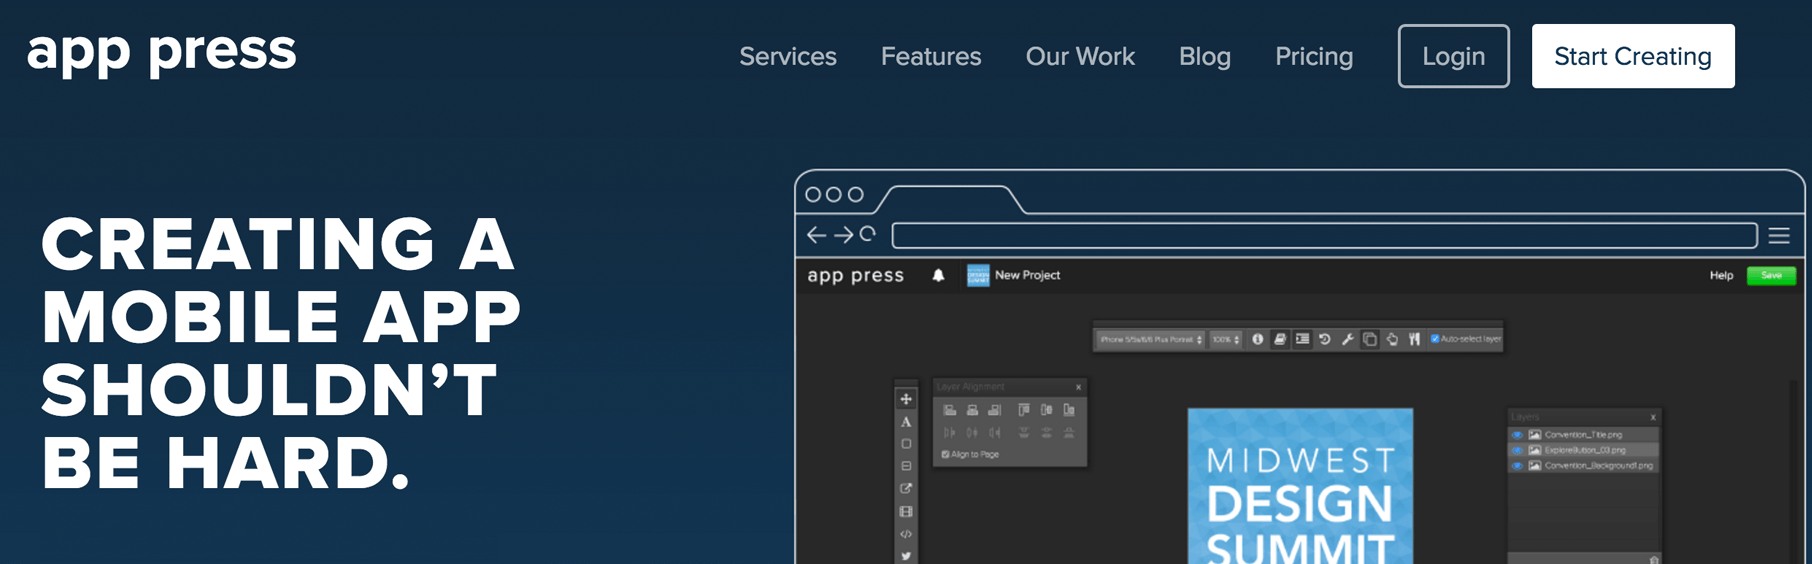 app press
Services
Features
Our Work
Blog
Pricing
Login
Start Creating
CREATING A
MOBILE APP
SHOULDN’T
BE HARD.
app press
New Project
Help
Save
iPhone 5/5s/6/6 Plus Portrait
100%
Auto-select layer
Layer Alignment
x
Align to Page
MIDWEST
DESIGN
SUMMIT
Layers
x
Convention_Title.png
ExploreButton_03.png
Convention_Background1.png